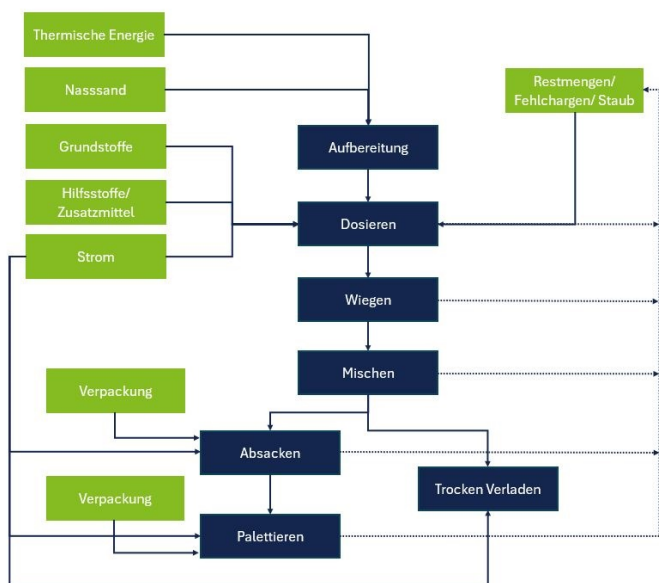 Thermische Energie
Nasssand
Restmengen/
Fehlchargen/ Staub
Grundstoffe
Aufbereitung
Hilfsstoffe/
Zusatzmittel
Dosieren
Strom
Wiegen
Mischen
Verpackung
Absacken
Trocken Verladen
Verpackung
Palettieren